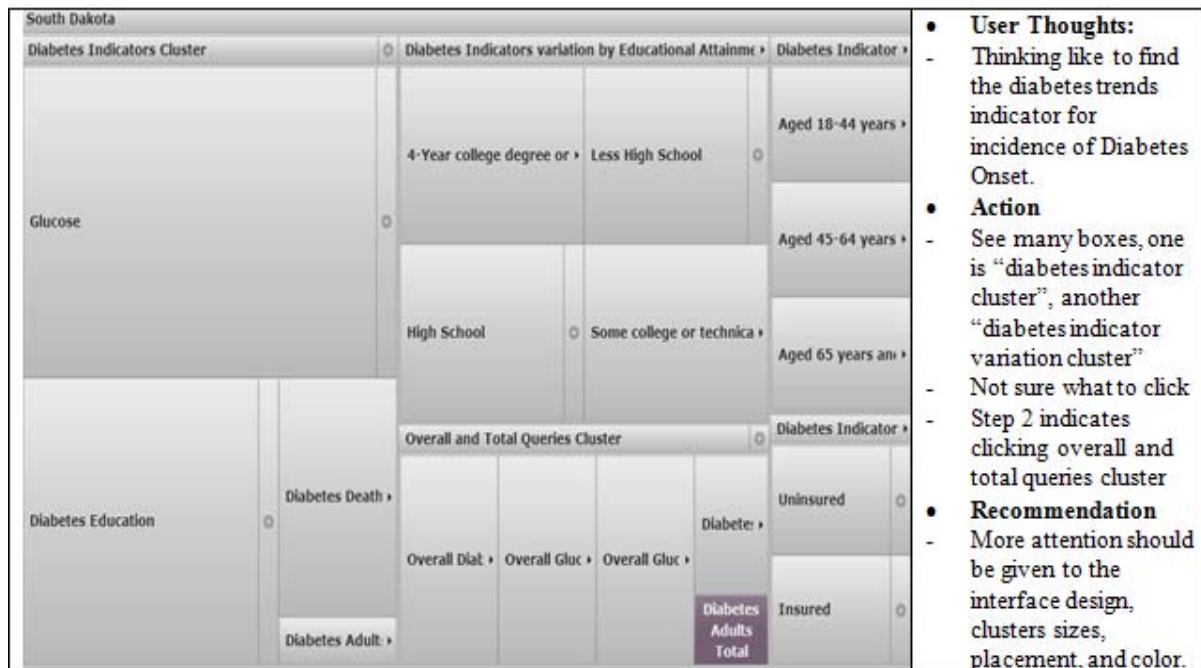 South Dakota
Diabetes Indicators Cluster
Glucose
Diabetes Education
Diabetes Death
Diabetes Adult
Diabetes Indicators variation by Educational Attainme
4-Year college degree or
Less High School
High School
Some college or technica
Overall and Total Queries Cluster
Overall Diab
Overall Gluc
Overall Gluc
Diabete
Diabetes
Adults
Total
Diabetes Indicator
Aged 18-44 years
Aged 45-64 years
Aged 65 years an
Diabetes Indicator
Uninsured
Insured
• User Thoughts:
- Thinking like to find
the diabetes trends
indicator for
incidence of Diabetes
Onset.
• Action
- See many boxes, one
is “diabetes indicator
cluster”, another
“diabetes indicator
variation cluster”
- Not sure what to click
- Step 2 indicates
clicking overall and
total queries cluster
• Recommendation
- More attention should
be given to the
interface design,
clusters sizes,
placement, and color.